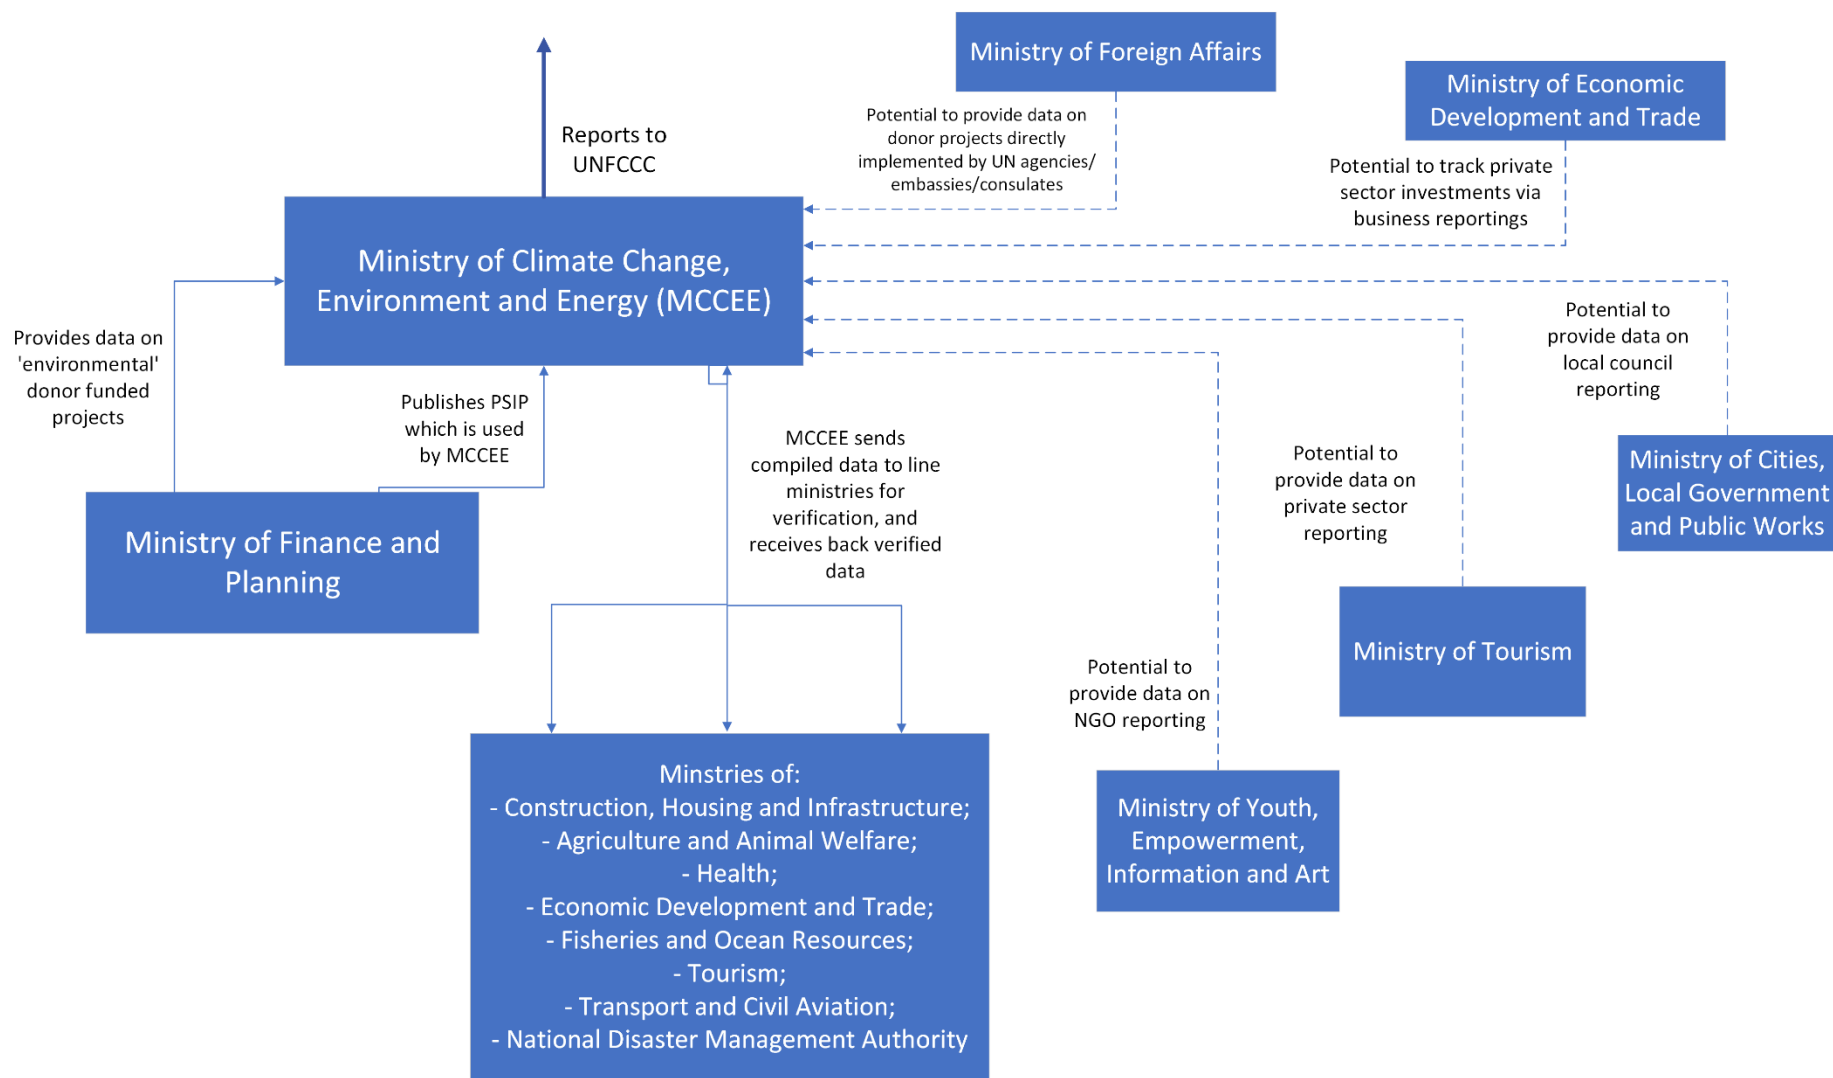 Ministry of Foreign Affairs
Ministry of Economic
Development and Trade
Reports to
UNFCCC
Potential to provide data on
donor projects directly
implemented by UN agencies/
embassies/consulates
Potential to track private
sector investments via
business reportings
Ministry of Climate Change,
Environment and Energy (MCCEE)
Provides data on
'environmental'
donor funded
projects
Publishes PSIP
which is used
by MCCEE
MCCEE sends
compiled data to line
ministries for
verification, and
receives back verified
data
Potential to
provide data on
local council
reporting
Potential to
provide data on
private sector
reporting
Ministry of Cities,
Local Government
and Public Works
Ministry of Finance and
Planning
Ministry of Tourism
Potential to
provide data on
NGO reporting
Minstries of:
- Construction, Housing and Infrastructure;
- Agriculture and Animal Welfare;
- Health;
- Economic Development and Trade;
- Fisheries and Ocean Resources;
- Tourism;
- Transport and Civil Aviation;
- National Disaster Management Authority
Ministry of Youth,
Empowerment,
Information and Art